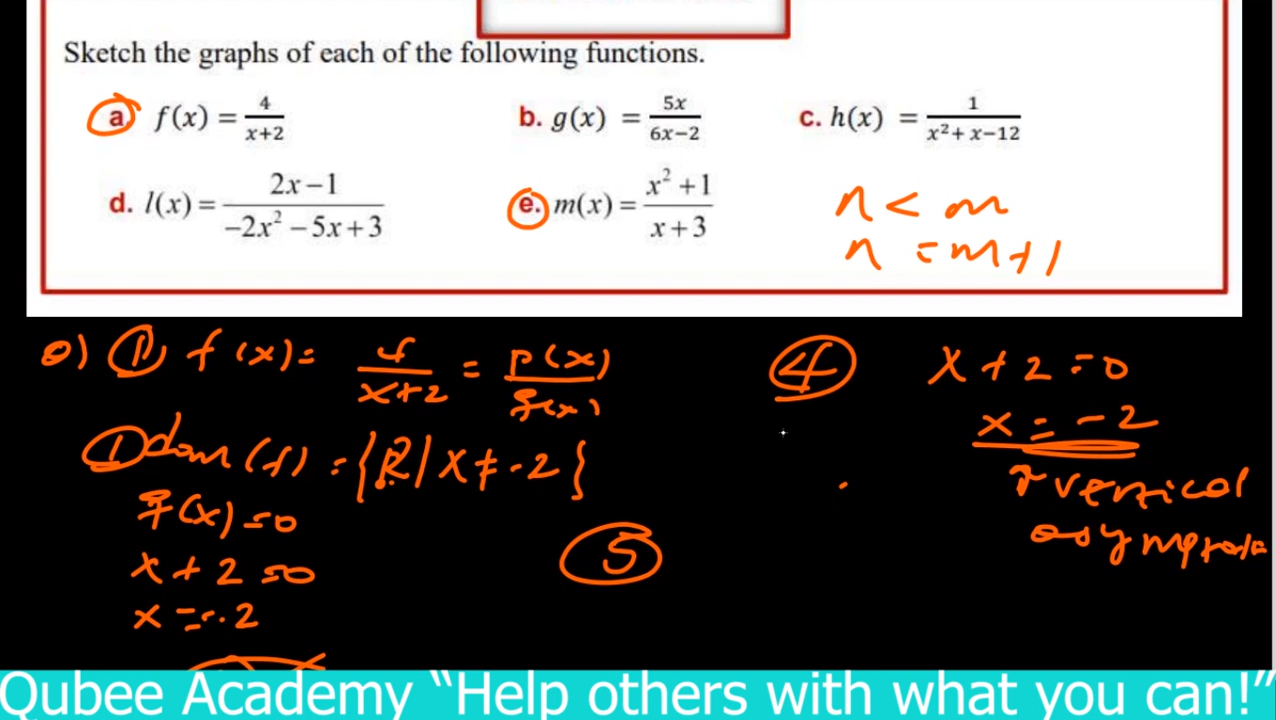 Sketch the graphs of each of the following functions.
a. f(x) = 4/(x+2) b. g(x) = 5x/(6x−2) c. h(x) = 1/(x²+ x−12)
d. l(x) = (2x−1)/(−2x² −5x+3) e. m(x) = (x² +1)/(x+3)
n < m
n = m+1
a) ① f(x) = 4/(x+2) = p(x)/q(x)
① dom(f) = {R/x ≠ -2}
q(x) = 0
x + 2 = 0
x = -2
⑤
④ x + 2 = 0
x = -2
vertical
Qubee Academy “Help others with what you can!”